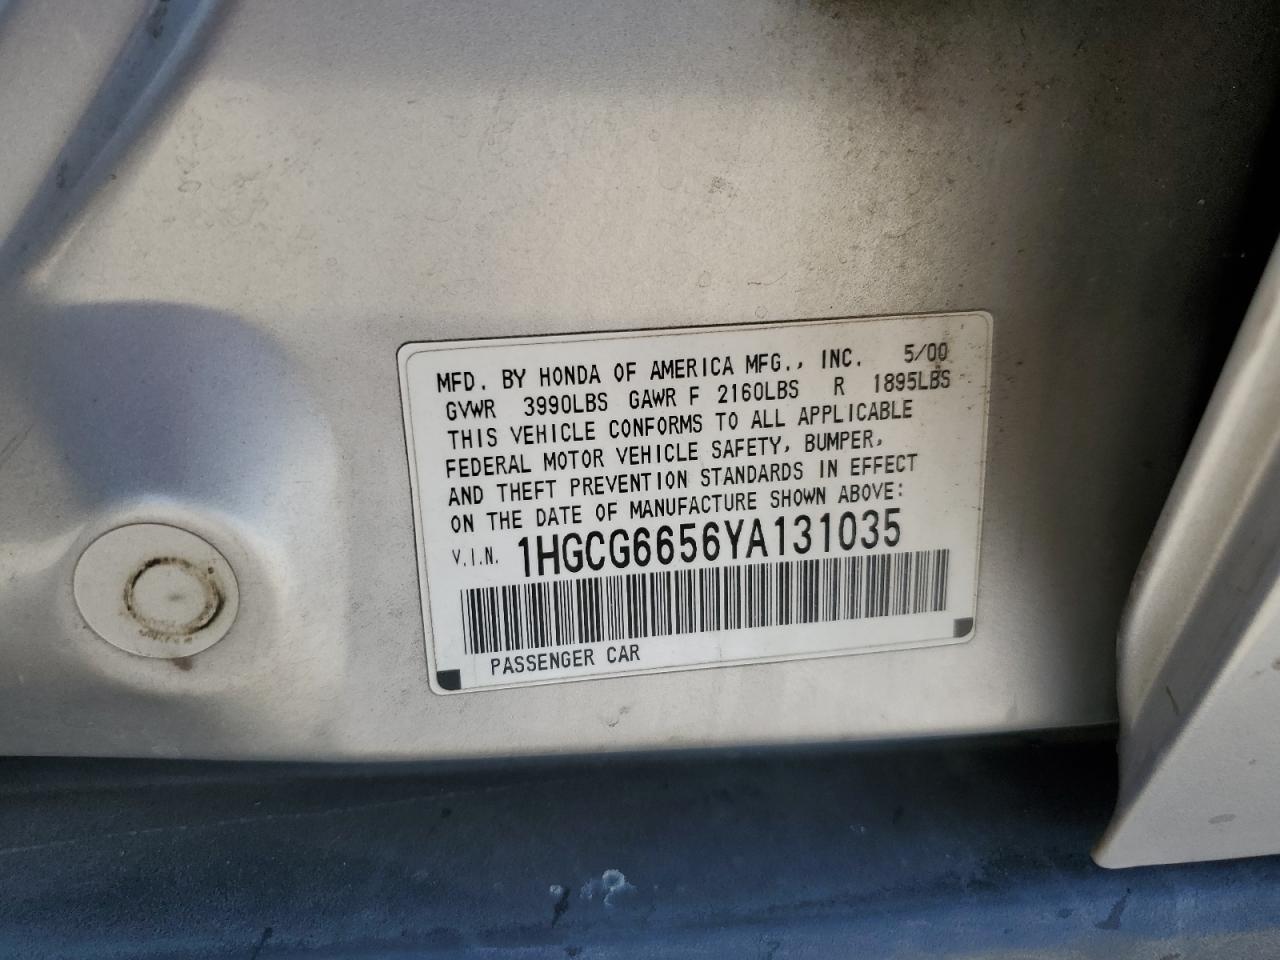 MFD. BY HONDA OF AMERICA MFG., INC. 5/00
GVWR 3990LBS GAWR F 2160LBS R 1895LBS
THIS VEHICLE CONFORMS TO ALL APPLICABLE
FEDERAL MOTOR VEHICLE SAFETY, BUMPER,
AND THEFT PREVENTION STANDARDS IN EFFECT
ON THE DATE OF MANUFACTURE SHOWN ABOVE:
V.I.N. 1HGCG6656YA131035
PASSENGER CAR